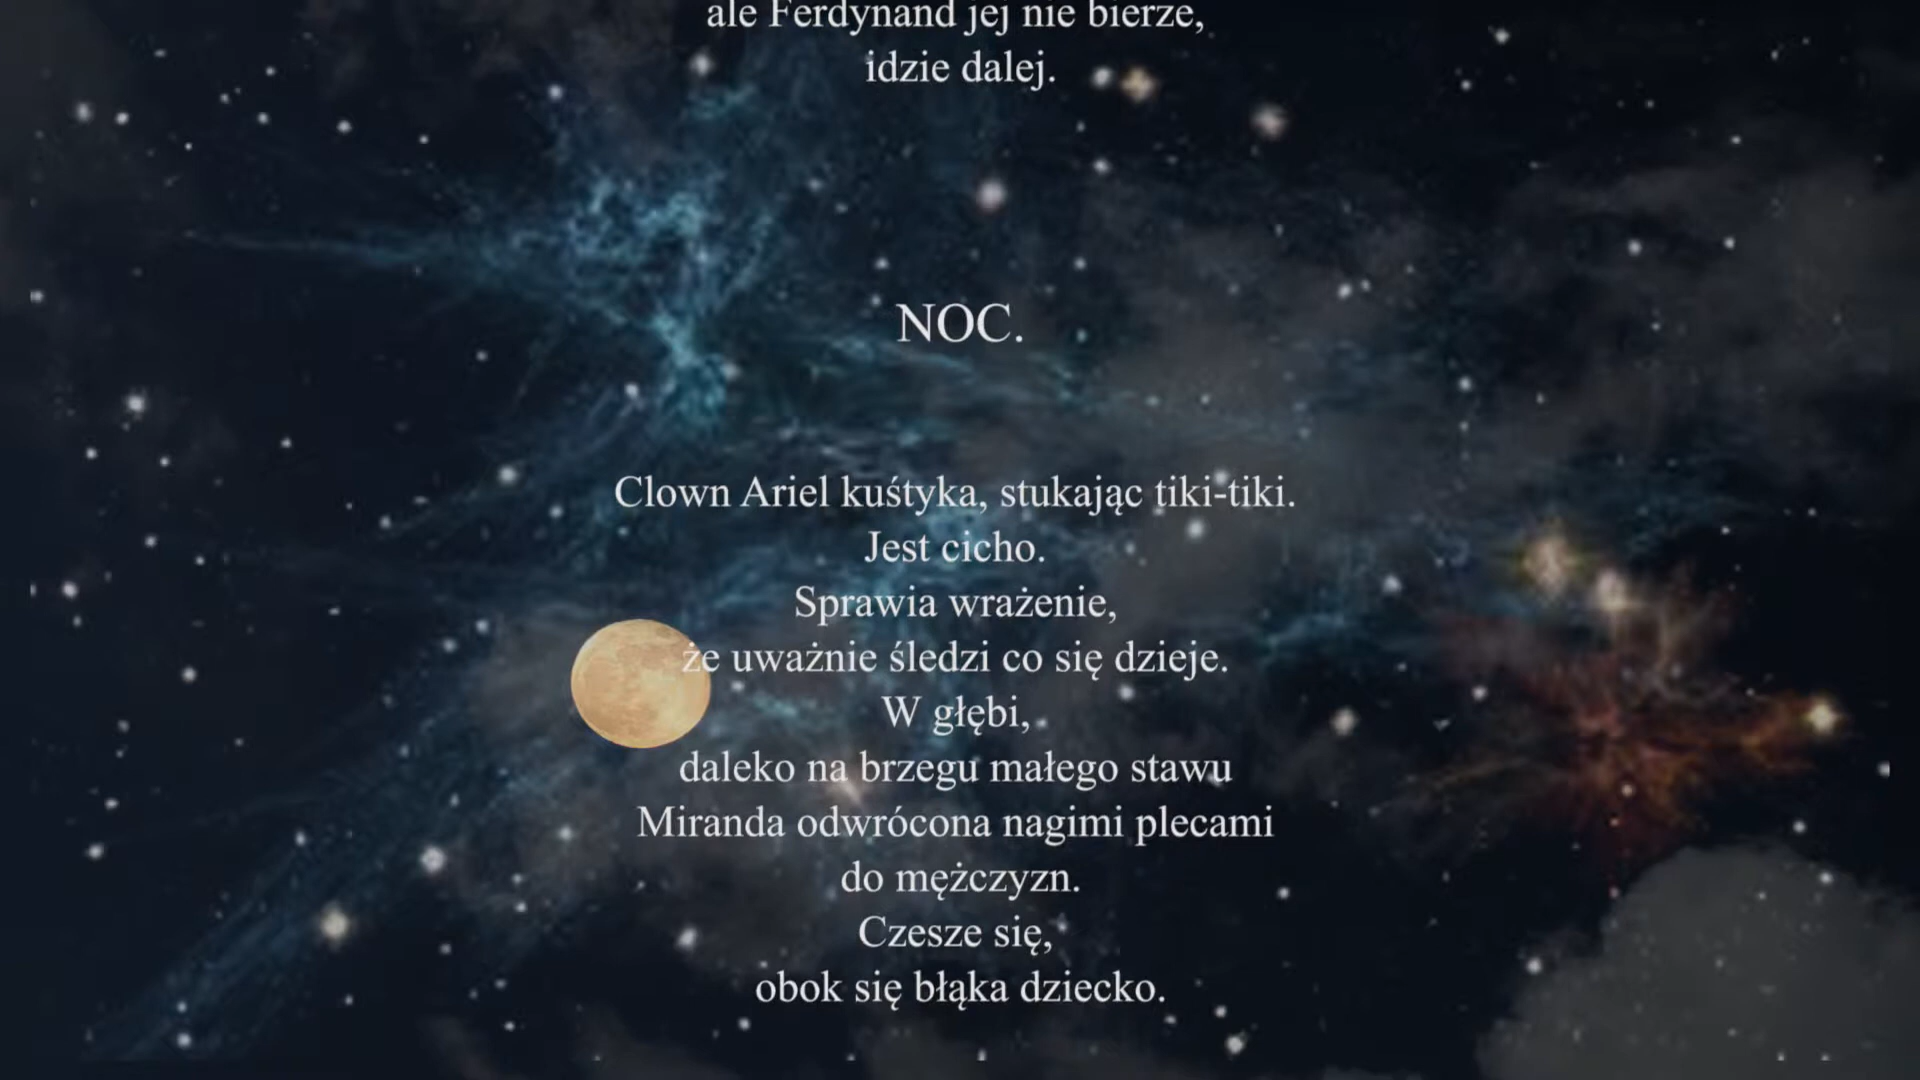 ale Ferdynand jej nie bierze,
idzie dalej.
NOC.
Clown Ariel kuśtyka, stukając tiki-tiki.
Jest cicho.
Sprawia wrażenie,
że uważnie śledzi co się dzieje.
W głębi,
daleko na brzegu małego stawu
Miranda odwrócona nagimi plecami
do mężczyzn.
Czesze się,
obok się błąka dziecko.